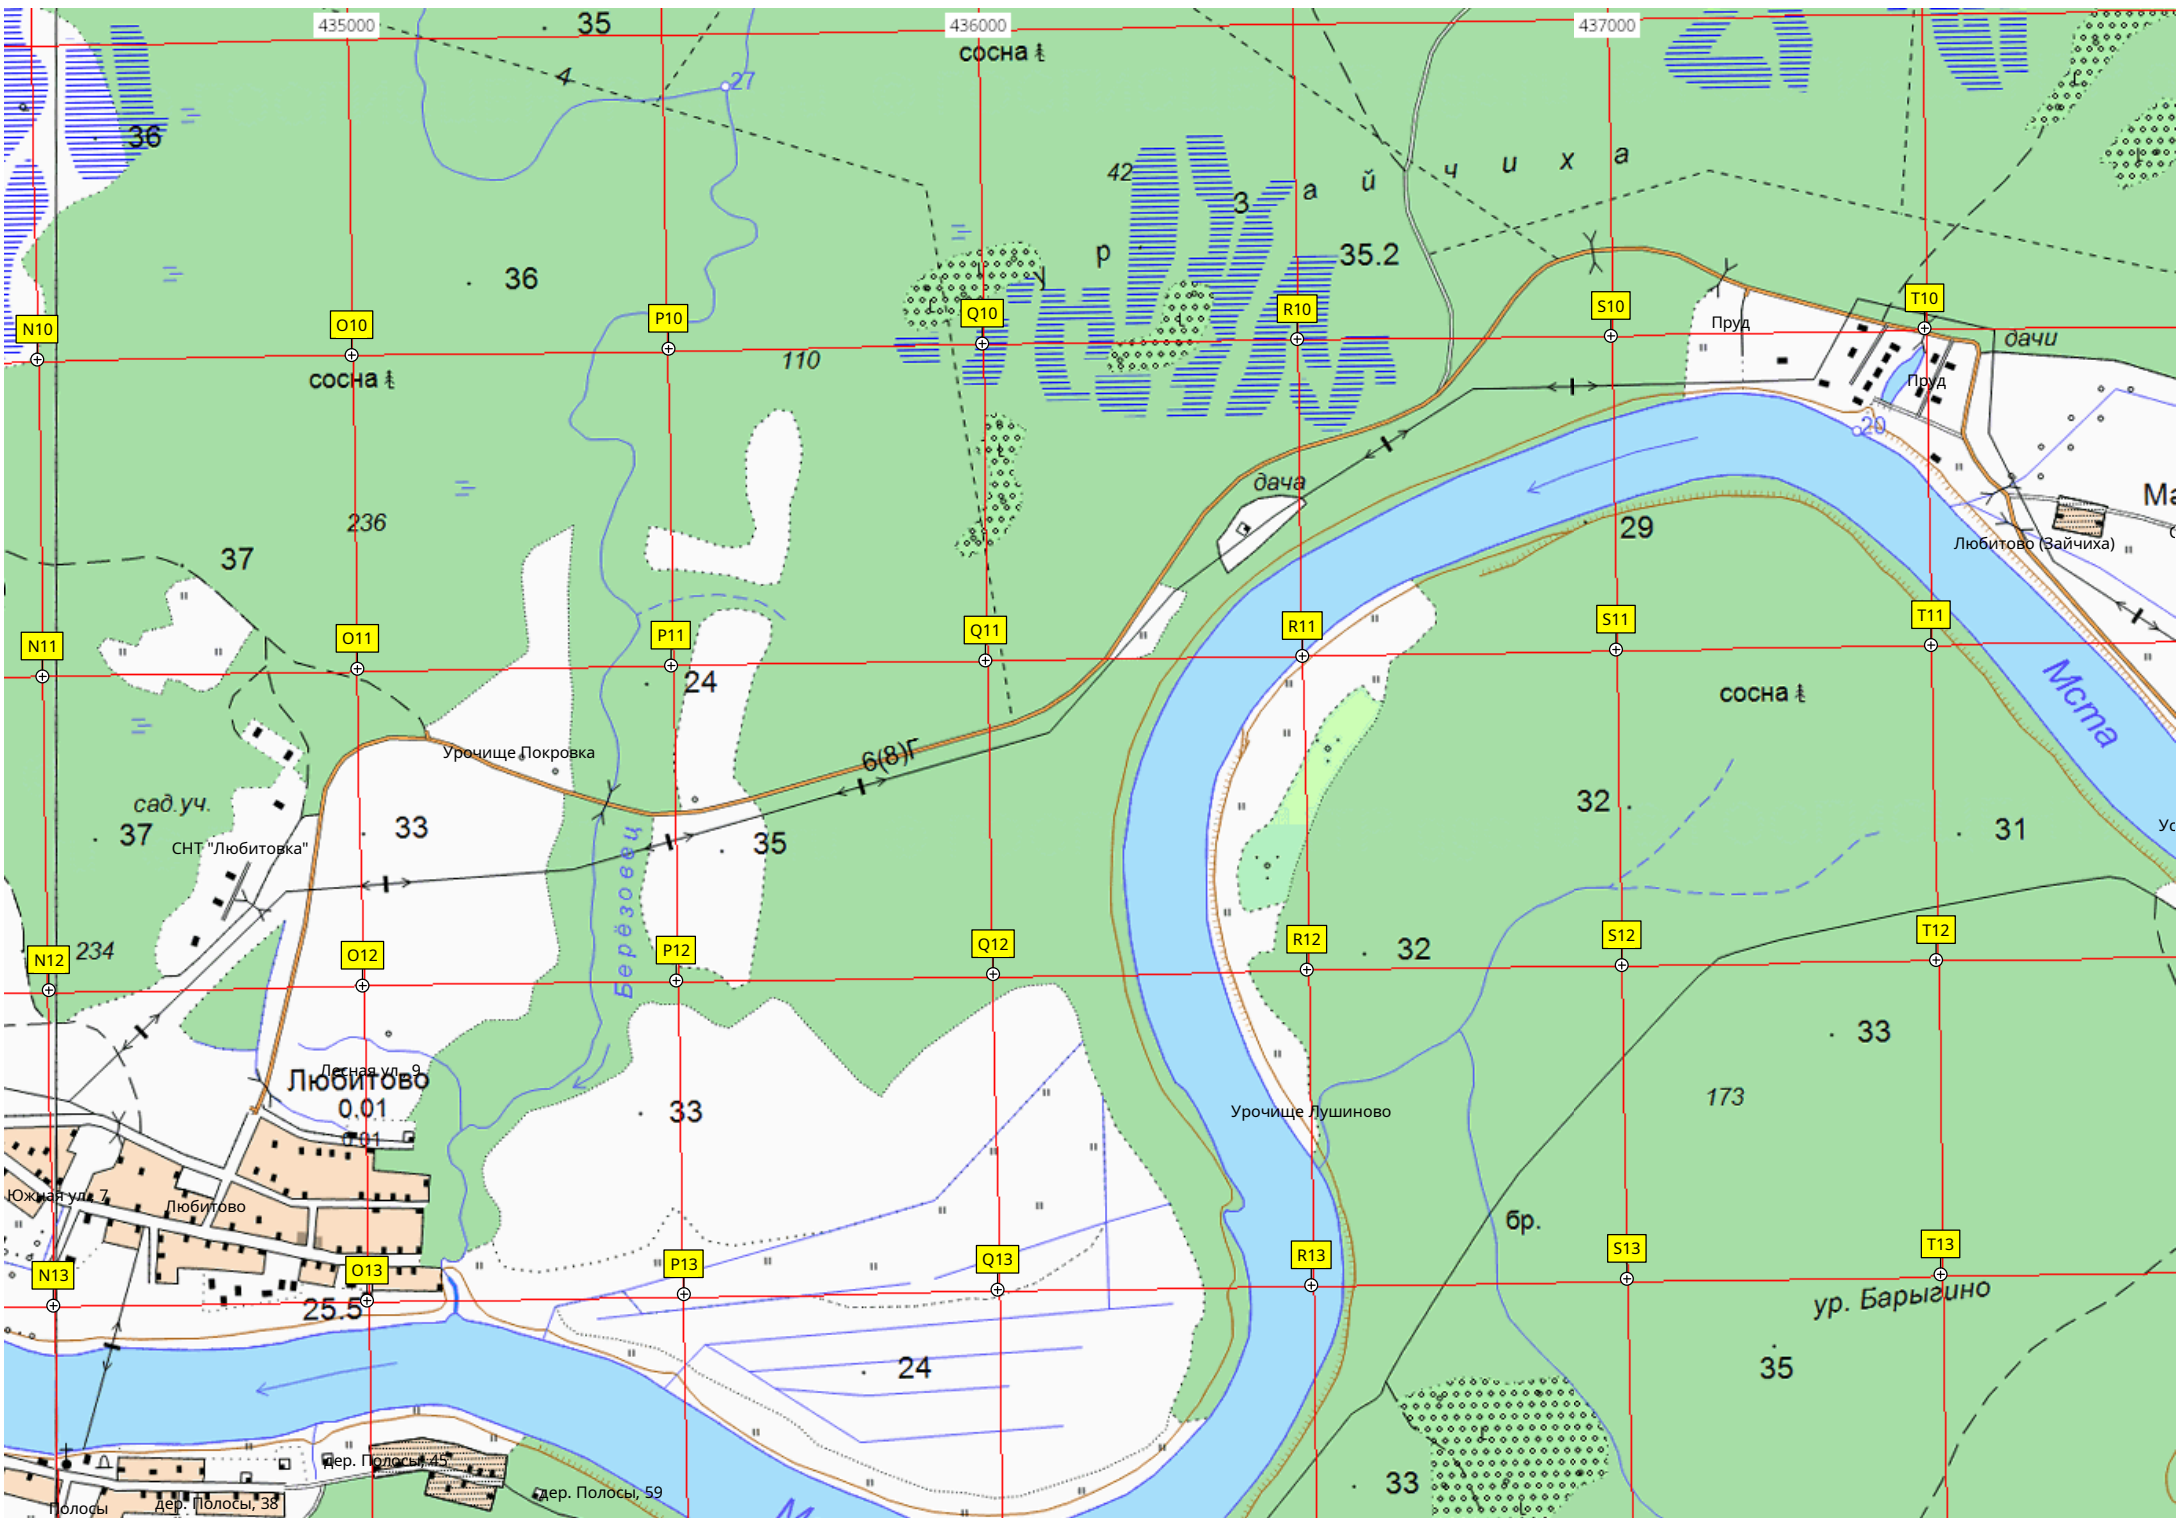 435000
436000
437000
35
сосна
4
27
36
42
ур. Зайчиха
35.2
36
N10
O10
P10
Q10
R10
S10
T10
Пруд
дачи
110
сосна
Пруд
20
дача
236
37
29
Любитово (Зайчиха)
N11
O11
P11
Q11
R11
S11
T11
24
сосна
Мста
Урочище Покровка
6(8)Г
сад.уч.
37
33
35
32
31
СНТ "Любитовка"
Берёзовец
234
N12
O12
P12
Q12
R12
S12
T12
32
33
Лесная ул., 9
Любитово
0.01
0.01
33
173
Урочище Лушиново
Южная ул., 7
Любитово
бр.
N13
O13
P13
Q13
R13
S13
T13
25.5
ур. Барыгино
24
35
дер. Полосы, 45
33
дер. Полосы, 38
дер. Полосы, 59
Полосы